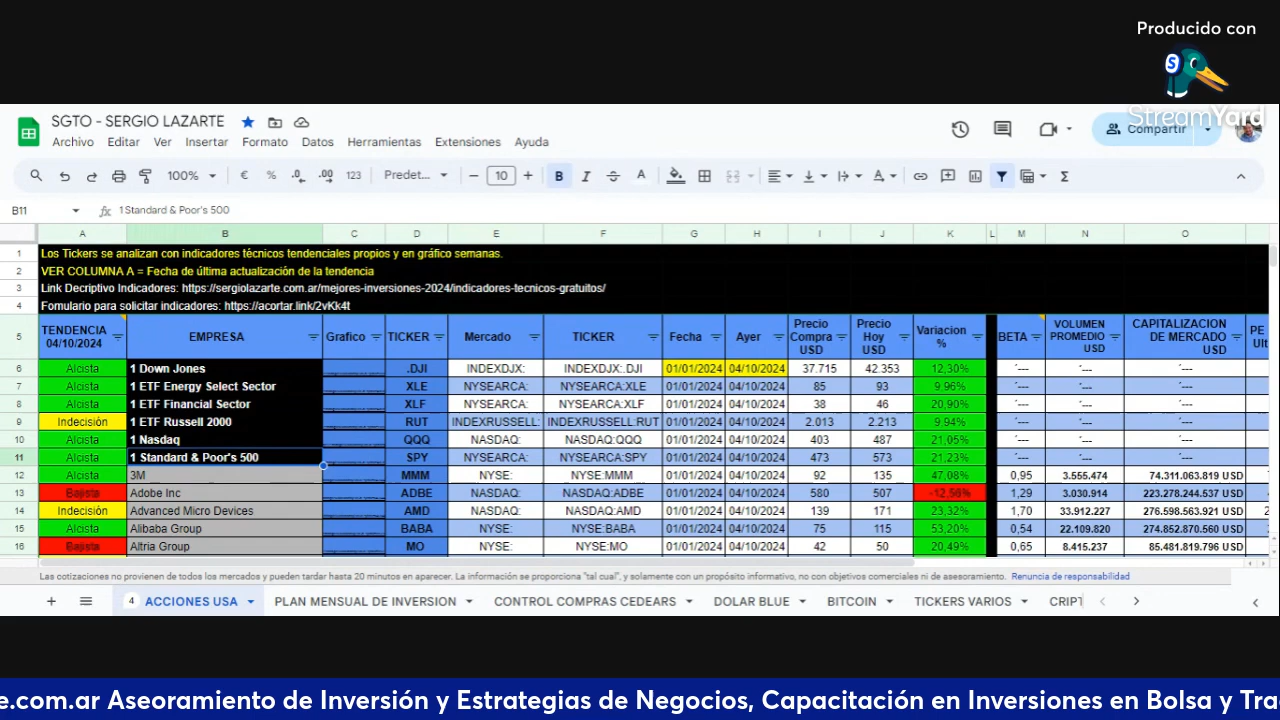 Producido con
StreamYard
SGTO - SERGIO LAZARTE
Archivo Editar Ver Insertar Formato Datos Herramientas Extensiones Ayuda
Compartir
100% € % .0 .00 123 Predet... 10 B I A
B11 fx 1 Standard & Poor's 500
A B C D E F G H I J K L M N O
1 Los Tickers se analizan con indicadores técnicos tendenciales propios y en gráfico semanas.
2 VER COLUMNA A = Fecha de última actualización de la tendencia
3 Link Decriptivo Indicadores: https://sergiolazarte.com.ar/mejores-inversiones-2024/indicadores-tecnicos-gratuitos/
4 Fomulario para solicitar indicadores: https://acortar.link/2vKk4t
5 TENDENCIA 04/10/2024 EMPRESA Grafico TICKER Mercado TICKER Fecha Ayer Precio Compra USD Precio Hoy USD Variacion % BETA VOLUMEN PROMEDIO USD CAPITALIZACION DE MERCADO USD PE Ult
6 Alcista 1 Down Jones .DJI INDEXDJX: INDEXDJX:.DJI 01/01/2024 04/10/2024 37.715 42.353 12,30% ´--- ´--- ´---
7 Alcista 1 ETF Energy Select Sector XLE NYSEARCA: NYSEARCA:XLE 01/01/2024 04/10/2024 85 93 9,96% ´--- ´--- ´---
8 Alcista 1 ETF Financial Sector XLF NYSEARCA: NYSEARCA:XLF 01/01/2024 04/10/2024 38 46 20,90% ´--- ´--- ´---
9 Indecisión 1 ETF Russell 2000 RUT INDEXRUSSELL: INDEXRUSSELL:RUT 01/01/2024 04/10/2024 2.013 2.213 9,94% ´--- ´--- ´---
10 Alcista 1 Nasdaq QQQ NASDAQ: NASDAQ:QQQ 01/01/2024 04/10/2024 403 487 21,05% ´--- ´--- ´---
11 Alcista 1 Standard & Poor's 500 SPY NYSEARCA: NYSEARCA:SPY 01/01/2024 04/10/2024 473 573 21,23% ´--- ´--- ´---
12 Alcista 3M MMM NYSE: NYSE:MMM 01/01/2024 04/10/2024 92 135 47,08% 0,95 3.555.474 74.311.063.819 USD
13 Bajista Adobe Inc ADBE NASDAQ: NASDAQ:ADBE 01/01/2024 04/10/2024 580 507 -12,56% 1,29 3.030.914 223.278.244.537 USD
14 Indecisión Advanced Micro Devices AMD NASDAQ: NASDAQ:AMD 01/01/2024 04/10/2024 139 171 23,32% 1,70 33.912.227 276.598.563.921 USD 2
15 Alcista Alibaba Group BABA NYSE: NYSE:BABA 01/01/2024 04/10/2024 75 115 53,20% 0,54 22.109.820 274.852.870.560 USD
16 Bajista Altria Group MO NYSE: NYSE:MO 01/01/2024 04/10/2024 42 50 20,49% 0,65 8.415.237 85.481.819.796 USD
Las cotizaciones no provienen de todos los mercados y pueden tardar hasta 20 minutos en aparecer. La información se proporciona "tal cual", y solamente con un propósito informativo, no con objetivos comerciales ni de asesoramiento. Renuncia de responsabilidad
4 ACCIONES USA PLAN MENSUAL DE INVERSION CONTROL COMPRAS CEDEARS DOLAR BLUE BITCOIN TICKERS VARIOS CRIPT
e.com.ar Aseoramiento de Inversión y Estrategias de Negocios, Capacitación en Inversiones en Bolsa y Tra